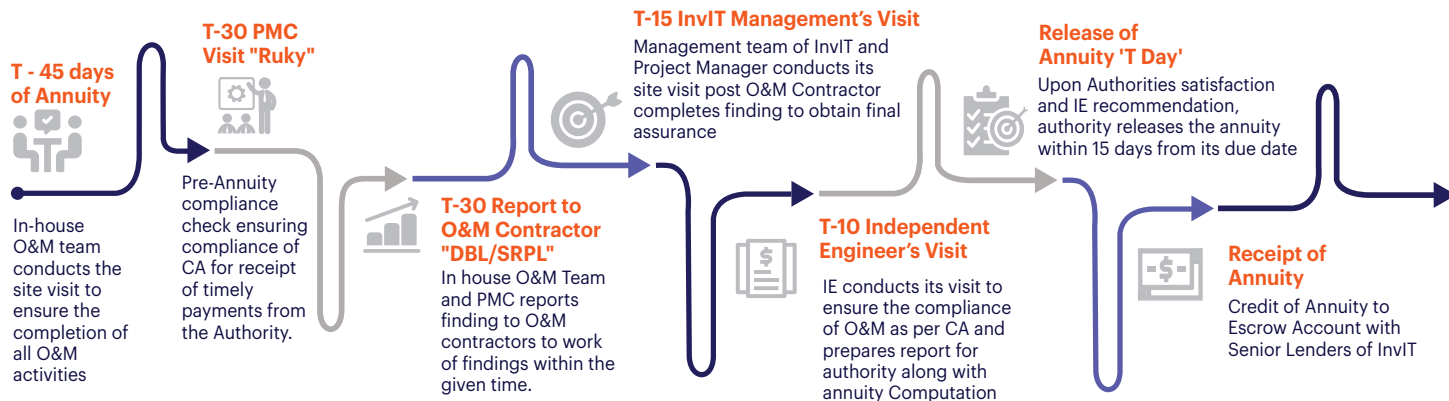 T - 45 days
of Annuity
In-house
O&M team
conducts the
site visit to
ensure the
completion of
all O&M
activities
T-30 PMC
Visit "Ruky"
Pre-Annuity
compliance
check ensuring
compliance of
CA for receipt
of timely
payments from
the Authority.
T-30 Report to
O&M Contractor
"DBL/SRPL"
In house O&M Team
and PMC reports
finding to O&M
contractors to work
of findings within the
given time.
T-15 InvIT Management’s Visit
Management team of InvIT and
Project Manager conducts its
site visit post O&M Contractor
completes finding to obtain final
assurance
$
T-10 Independent
Engineer’s Visit
IE conducts its visit to
ensure the compliance
of O&M as per CA and
prepares report for
authority along with
annuity Computation
Release of
Annuity 'T Day'
Upon Authorities satisfaction
and IE recommendation,
authority releases the annuity
within 15 days from its due date
-$-
Receipt of
Annuity
Credit of Annuity to
Escrow Account with
Senior Lenders of InvIT